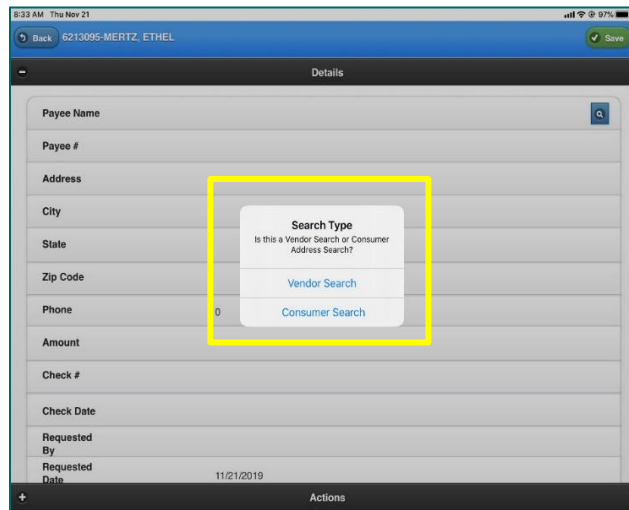 8:33 AM Thu Nov 21 97%
Back 6213095-MERTZ, ETHEL Save
Details
Payee Name
Payee #
Address
City
State
Zip Code
Phone 0
Amount
Check #
Check Date
Requested
By
Requested
Date 11/21/2019
Search Type
Is this a Vendor Search or Consumer
Address Search?
Vendor Search
Consumer Search
Actions